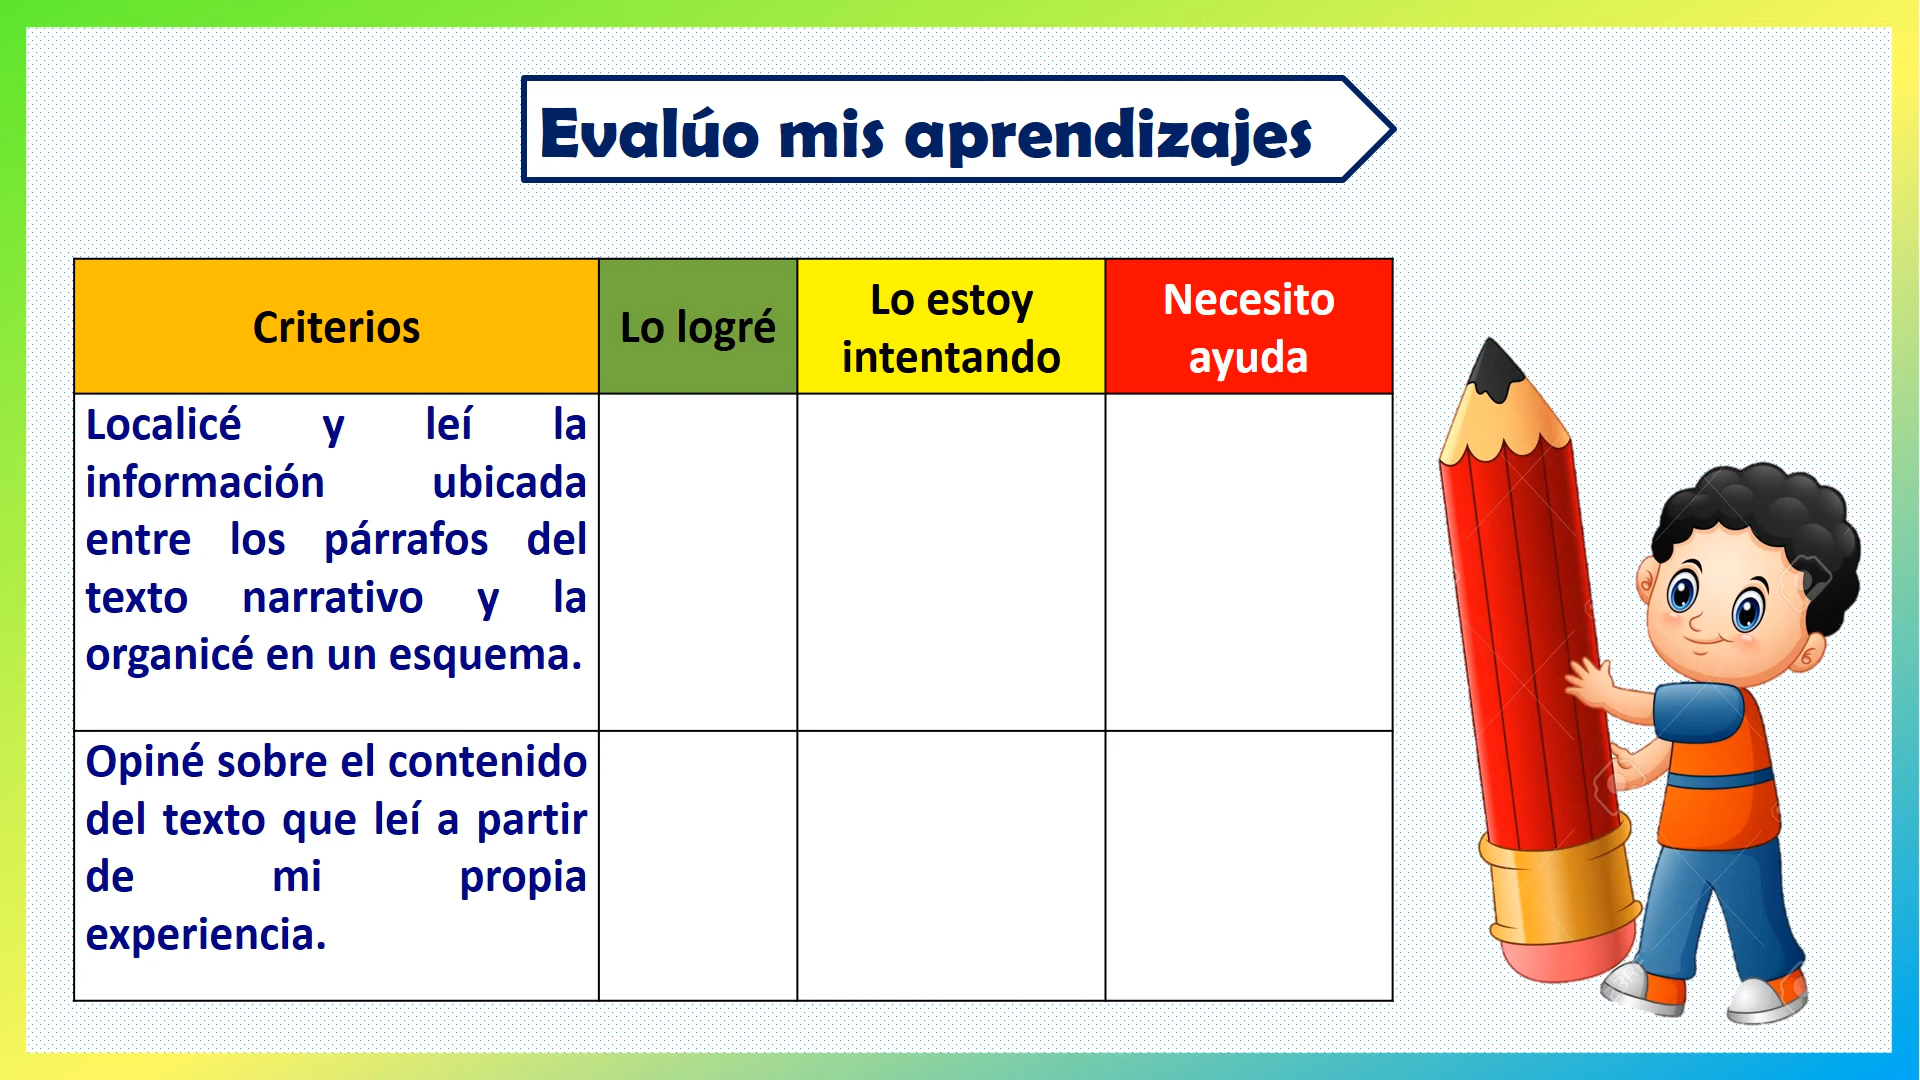 Evalúo mis aprendizajes
Criterios
Lo logré
Lo estoy
intentando
Necesito
ayuda
Localicé y leí la
información ubicada
entre los párrafos del
texto narrativo y la
organicé en un esquema.
Opiné sobre el contenido
del texto que leí a partir
de mi propia
experiencia.